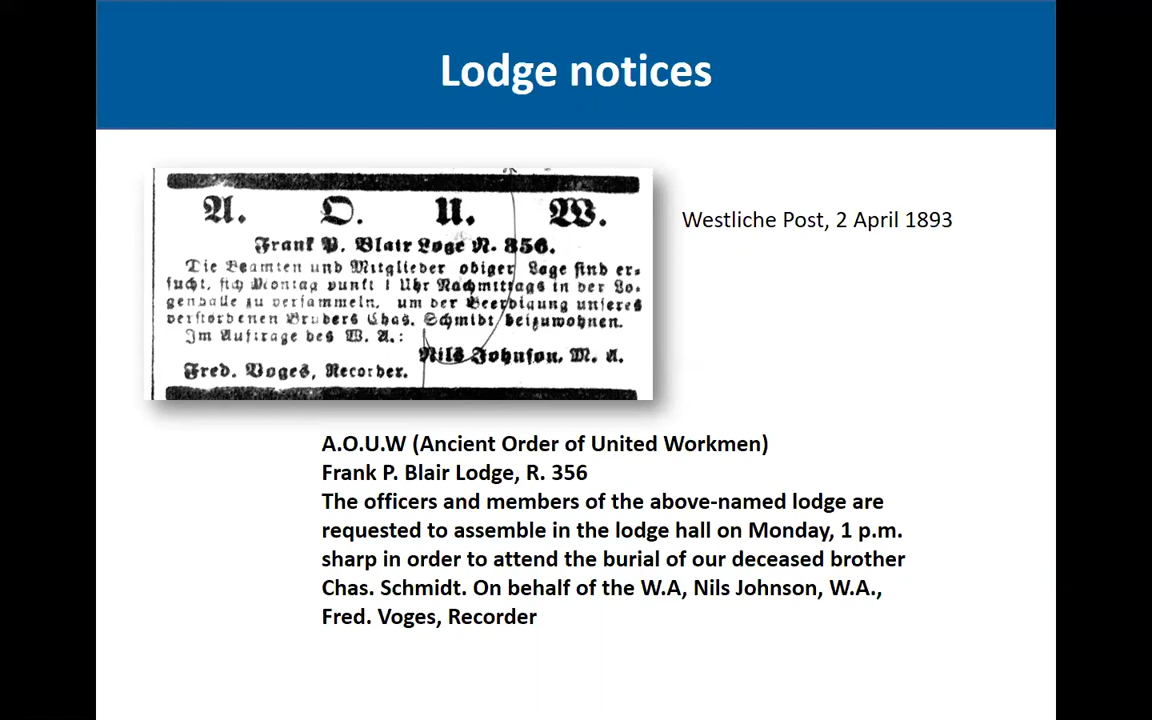 Lodge notices
A. O. U. W.
Frank P. Blair Loge N. 356.
Die Beamten und Mitglieder obiger Loge sind er-
sucht, sich Montag punkt 1 Uhr Nachmittags in der Lo-
genhalle zu versammeln, um der Beerdigung unseres
verstorbenen Bruders Chas. Schmidt beizuwohnen.
Im Auftrage des M. A.:
Nils Johnson, M. A.
Fred. Voges, Recorder.
Westliche Post, 2 April 1893
A.O.U.W (Ancient Order of United Workmen)
Frank P. Blair Lodge, R. 356
The officers and members of the above-named lodge are
requested to assemble in the lodge hall on Monday, 1 p.m.
sharp in order to attend the burial of our deceased brother
Chas. Schmidt. On behalf of the W.A, Nils Johnson, W.A.,
Fred. Voges, Recorder